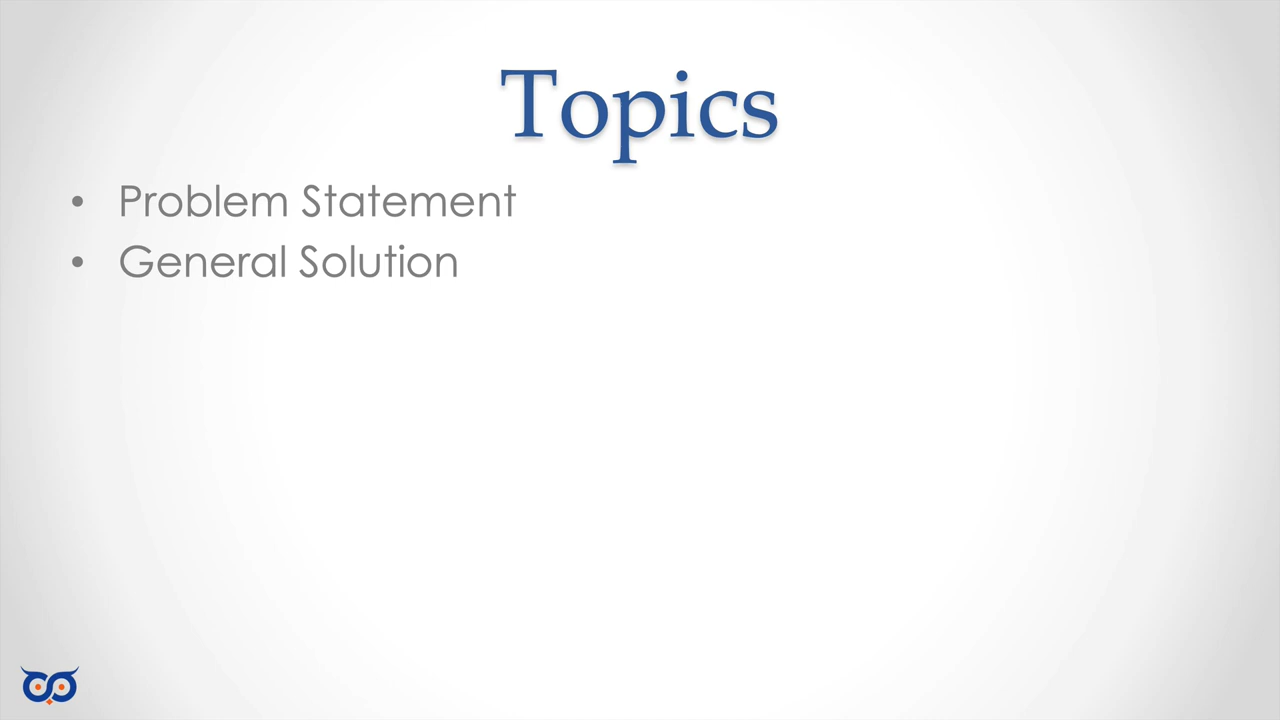 Topics
• Problem Statement
• General Solution